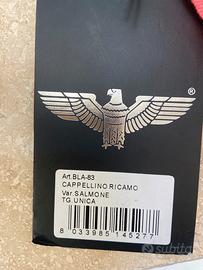 Art.BLA-83
CAPPELLINO RICAMO
Var.SALMONE
TG.UNICA
8 033985 145277
subito